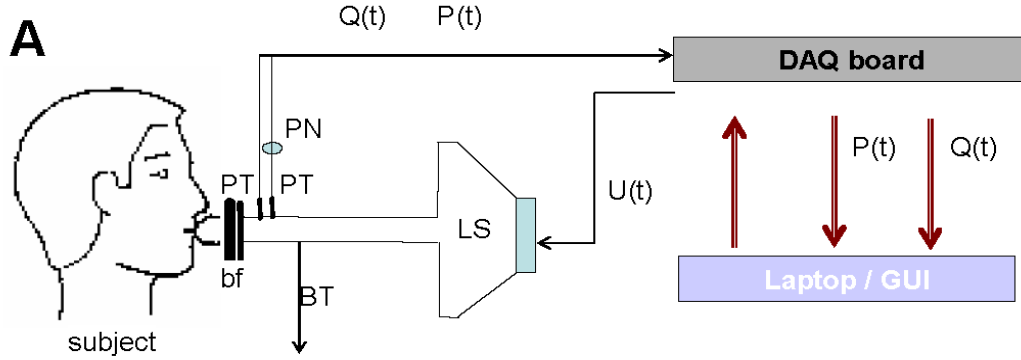 A
Q(t) P(t)
DAQ board
PN
P(t) Q(t)
PT PT
U(t)
LS
bf
BT
Laptop / GUI
subject